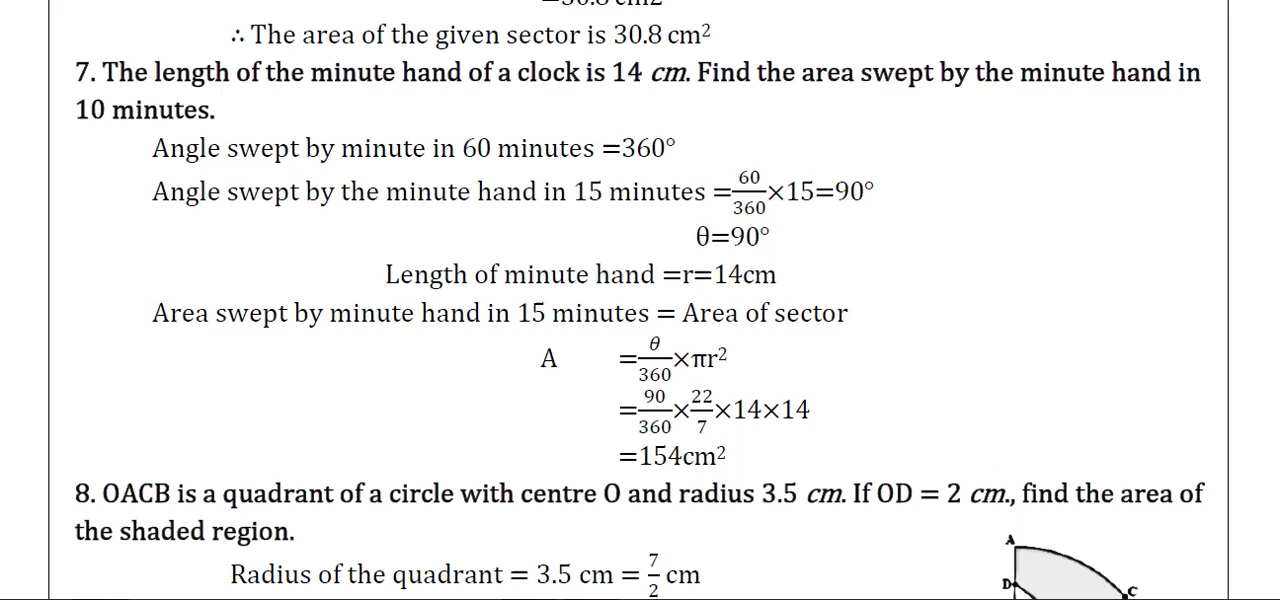 =30.8 cm2
∴ The area of the given sector is 30.8 cm²
7. The length of the minute hand of a clock is 14 cm. Find the area swept by the minute hand in
10 minutes.
Angle swept by minute in 60 minutes =360°
Angle swept by the minute hand in 15 minutes =60/360×15=90°
θ=90°
Length of minute hand =r=14cm
Area swept by minute hand in 15 minutes = Area of sector
A =θ/360×πr²
=90/360×22/7×14×14
=154cm²
8. OACB is a quadrant of a circle with centre O and radius 3.5 cm. If OD = 2 cm., find the area of
the shaded region.
A
Radius of the quadrant = 3.5 cm = 7/2 cm
D
C